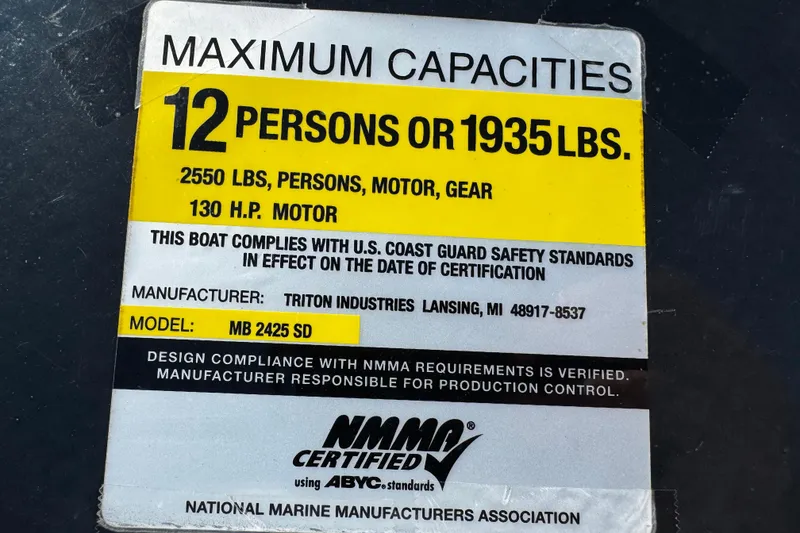 MAXIMUM CAPACITIES
12 PERSONS OR 1935 LBS.
2550 LBS, PERSONS, MOTOR, GEAR
130 H.P. MOTOR
THIS BOAT COMPLIES WITH U.S. COAST GUARD SAFETY STANDARDS
IN EFFECT ON THE DATE OF CERTIFICATION
MANUFACTURER: TRITON INDUSTRIES LANSING, MI 48917-8537
MODEL: MB 2425 SD
DESIGN COMPLIANCE WITH NMMA REQUIREMENTS IS VERIFIED.
MANUFACTURER RESPONSIBLE FOR PRODUCTION CONTROL.
NMMA®
CERTIFIED
using ABYC® standards
NATIONAL MARINE MANUFACTURERS ASSOCIATION